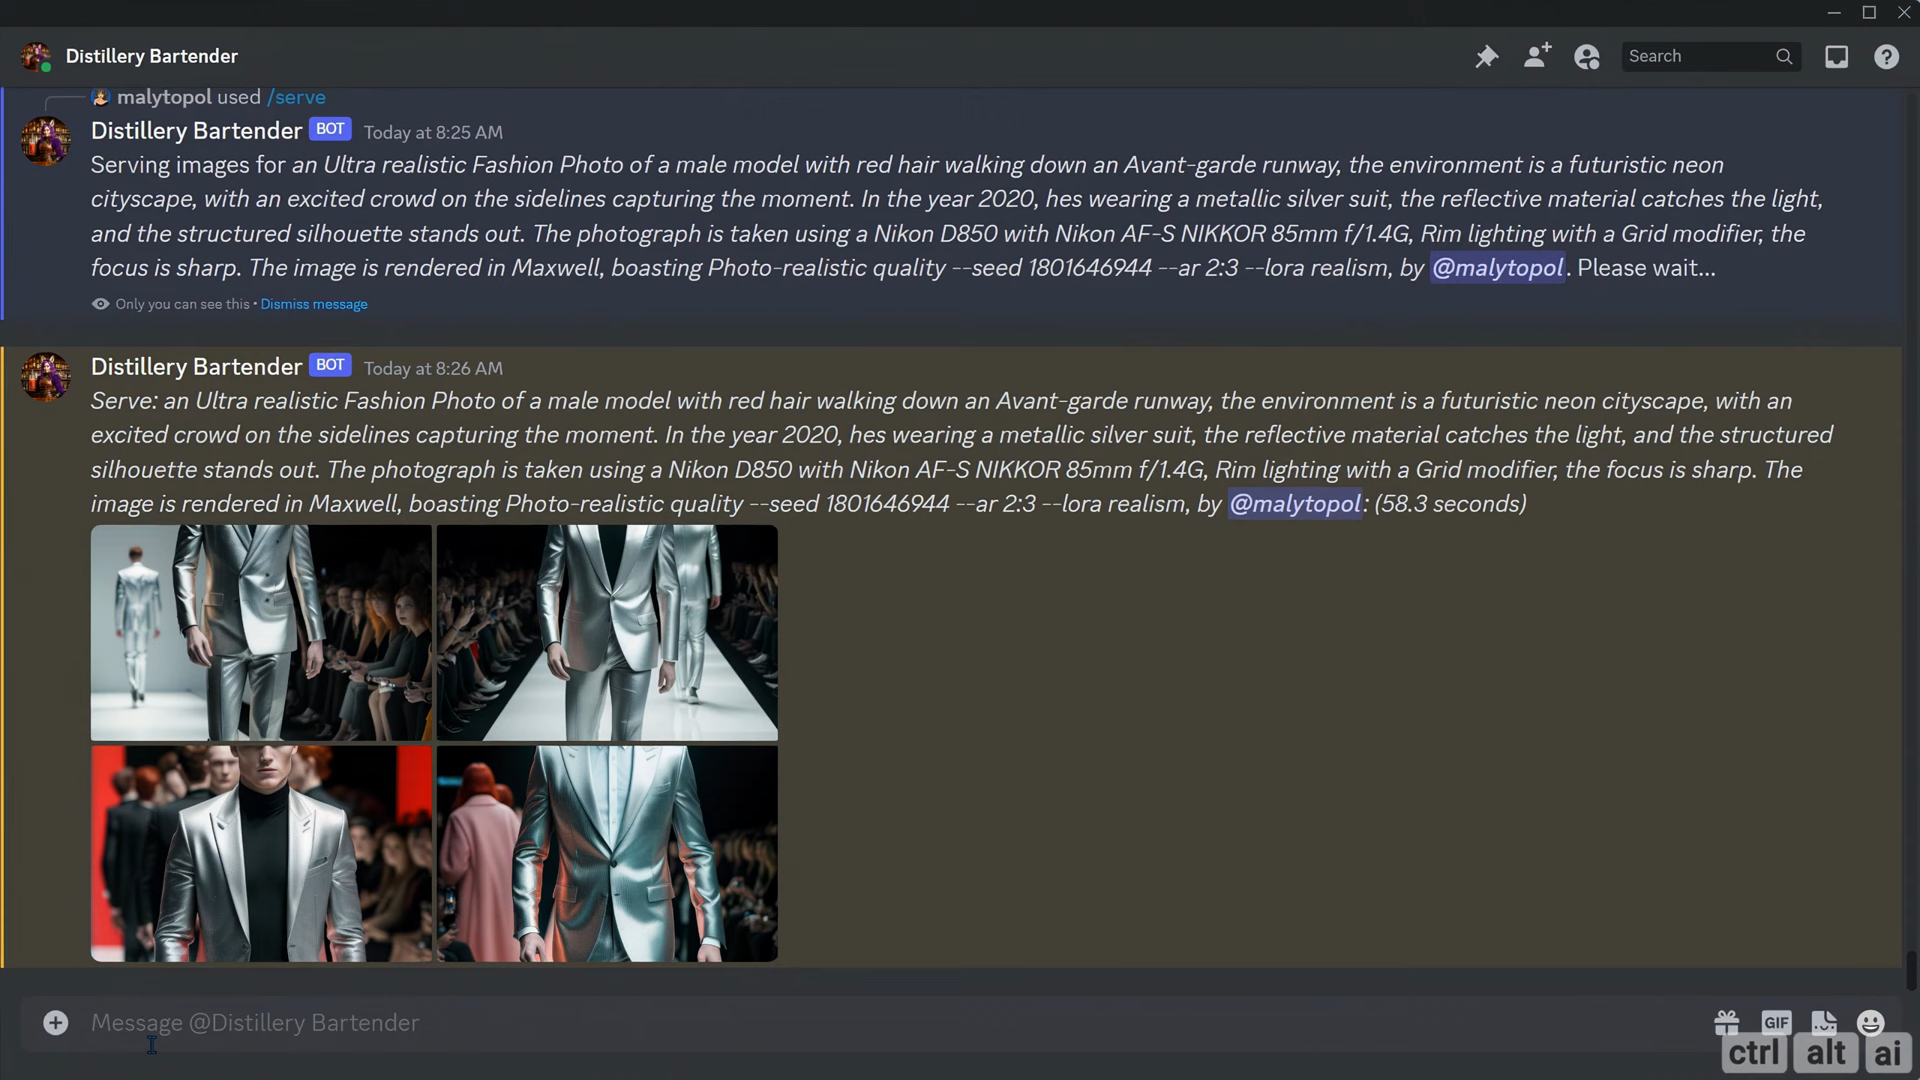 Distillery Bartender
Search
malytopol used /serve
Distillery Bartender BOT Today at 8:25 AM
Serving images for an Ultra realistic Fashion Photo of a male model with red hair walking down an Avant-garde runway, the environment is a futuristic neon
cityscape, with an excited crowd on the sidelines capturing the moment. In the year 2020, hes wearing a metallic silver suit, the reflective material catches the light,
and the structured silhouette stands out. The photograph is taken using a Nikon D850 with Nikon AF-S NIKKOR 85mm f/1.4G, Rim lighting with a Grid modifier, the
focus is sharp. The image is rendered in Maxwell, boasting Photo-realistic quality --seed 1801646944 --ar 2:3 --lora realism, by @malytopol. Please wait...
Only you can see this • Dismiss message
Distillery Bartender BOT Today at 8:26 AM
Serve: an Ultra realistic Fashion Photo of a male model with red hair walking down an Avant-garde runway, the environment is a futuristic neon cityscape, with an
excited crowd on the sidelines capturing the moment. In the year 2020, hes wearing a metallic silver suit, the reflective material catches the light, and the structured
silhouette stands out. The photograph is taken using a Nikon D850 with Nikon AF-S NIKKOR 85mm f/1.4G, Rim lighting with a Grid modifier, the focus is sharp. The
image is rendered in Maxwell, boasting Photo-realistic quality --seed 1801646944 --ar 2:3 --lora realism, by @malytopol: (58.3 seconds)
Message @Distillery Bartender
GIF
ctrl alt ai